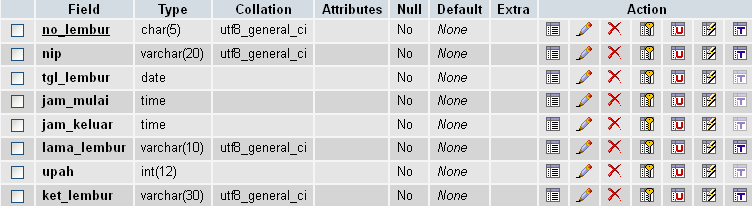 Field Type Collation Attributes Null Default Extra Action
no_lembur char(5) utf8_general_ci No None
nip varchar(20) utf8_general_ci No None
tgl_lembur date No None
jam_mulai time No None
jam_keluar time No None
lama_lembur varchar(10) utf8_general_ci No None
upah int(12) No None
ket_lembur varchar(30) utf8_general_ci No None